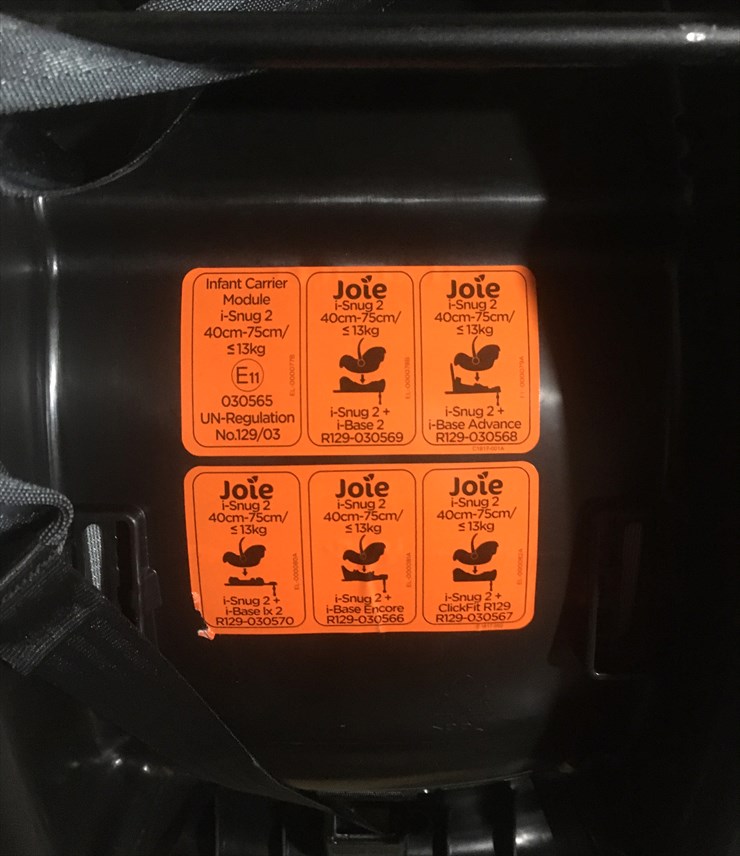 Infant Carrier
Module
i-Snug 2
40cm-75cm/
≤13kg
E11
030565
UN-Regulation
No.129/03
Joie
i-Snug 2
40cm-75cm/
≤13kg
i-Snug 2 +
i-Base 2
R129-030569
Joie
i-Snug 2
40cm-75cm/
≤13kg
i-Snug 2 +
i-Base Advance
R129-030568
Joie
i-Snug 2
40cm-75cm/
≤13kg
i-Snug 2 +
i-Base lx 2
R129-030570
Joie
i-Snug 2
40cm-75cm/
≤13kg
i-Snug 2 +
i-Base Encore
R129-030566
Joie
i-Snug 2
40cm-75cm/
≤13kg
i-Snug 2 +
ClickFit R129
R129-030567